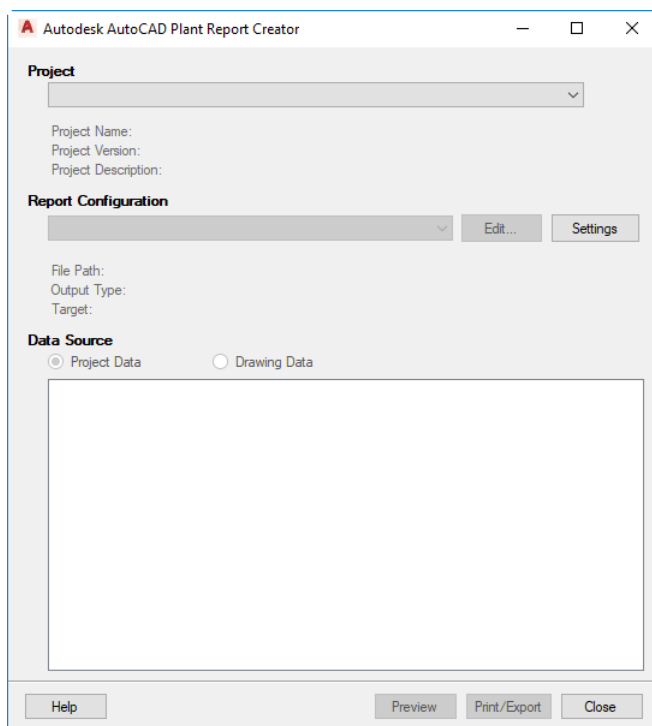 Autodesk AutoCAD Plant Report Creator
Project
Project Name:
Project Version:
Project Description:
Report Configuration
Edit... Settings
File Path:
Output Type:
Target:
Data Source
Project Data Drawing Data
Help Preview Print/Export Close